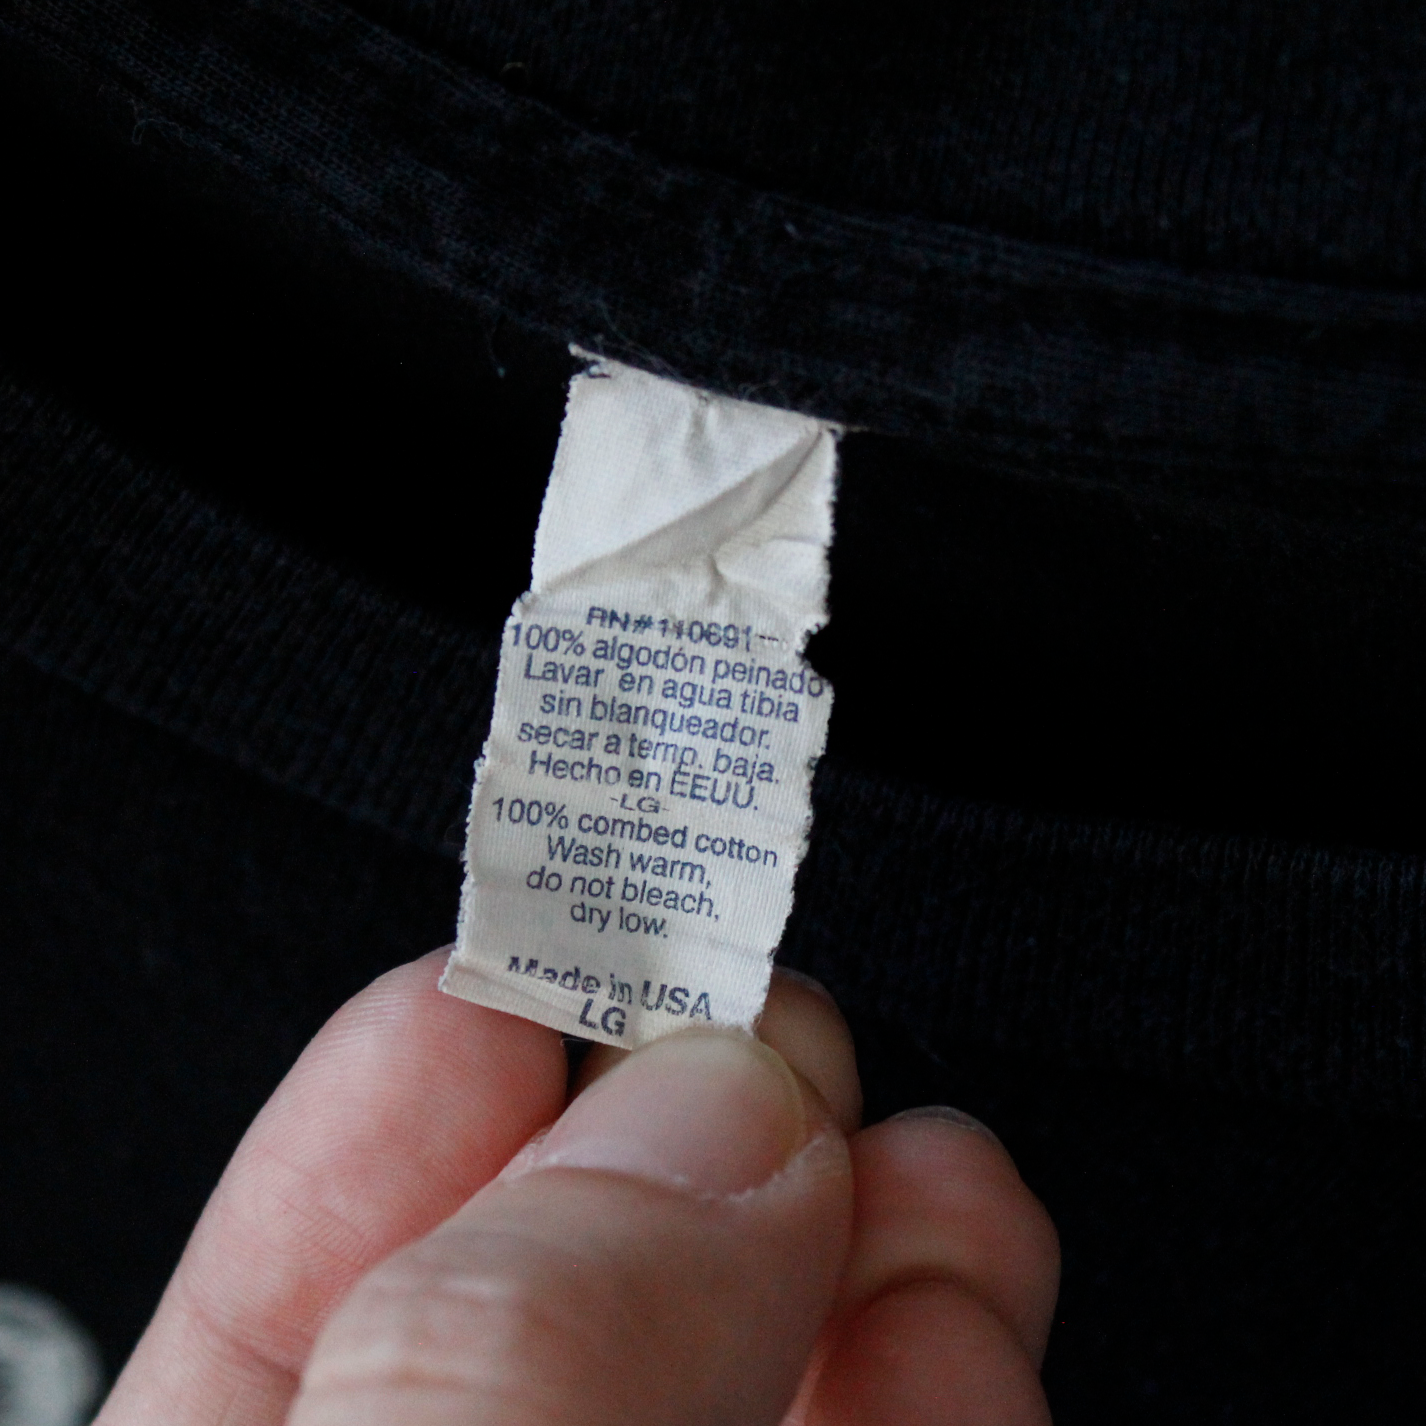 RN#110691
100% algodón peinado
Lavar en agua tibia
sin blanqueador.
secar a temp. baja.
Hecho en EEUU.
-LG-
100% combed cotton
Wash warm,
do not bleach,
dry low.
Made in USA
LG